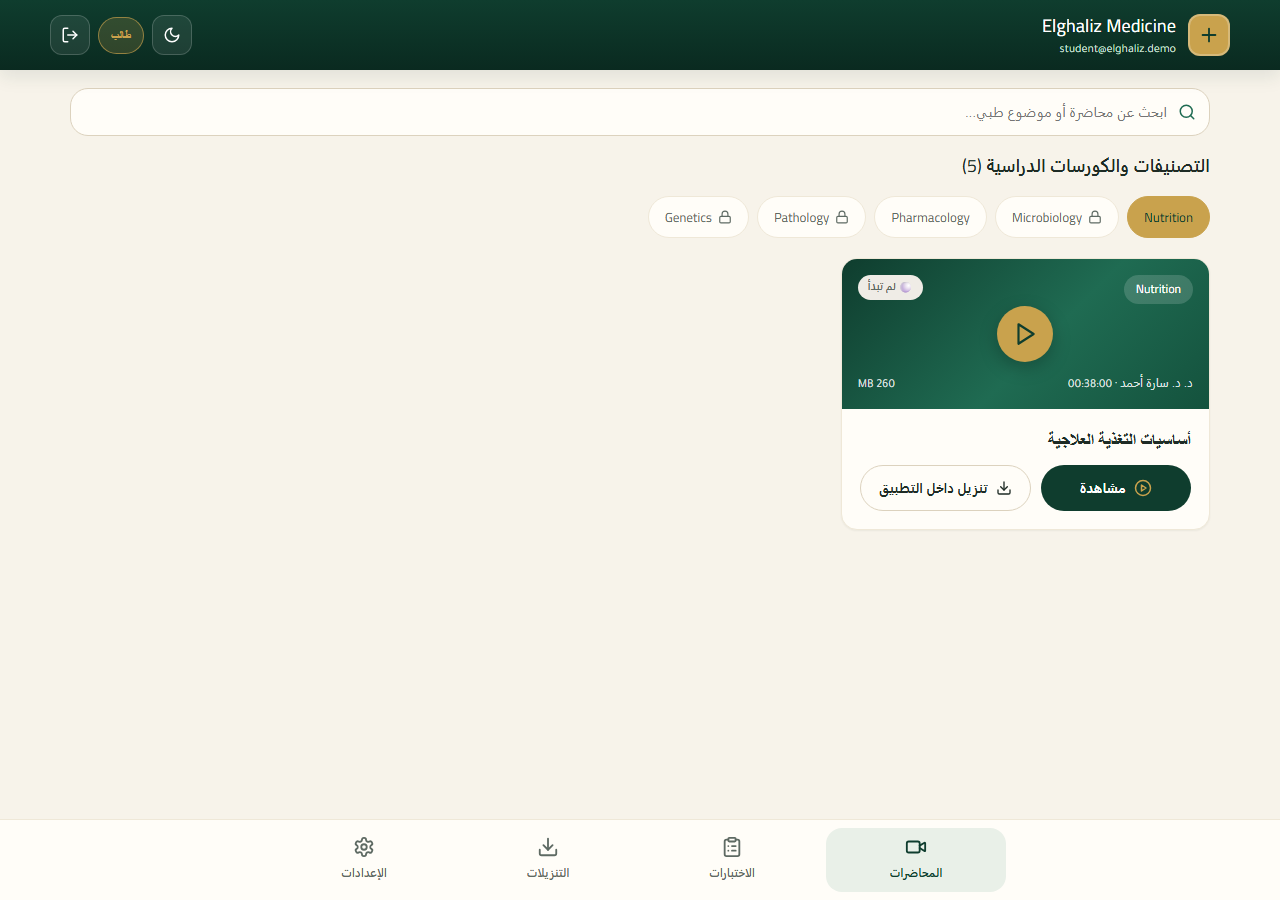 Elghaliz Medicine
student@elghaliz.demo
طالب
ابحث عن محاضرة أو موضوع طبي...
التصنيفات والكورسات الدراسية (5)
Nutrition
Microbiology
Pharmacology
Pathology
Genetics
Nutrition
لم تبدأ
د. د. سارة أحمد · 00:38:00
260 MB
أساسيات التغذية العلاجية
مشاهدة
تنزيل داخل التطبيق
المحاضرات
الاختبارات
التنزيلات
الإعدادات